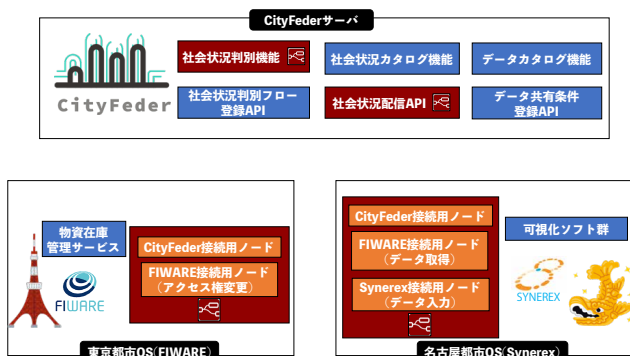 CityFederサーバ
社会状況判別機能
社会状況カタログ機能
データカタログ機能
CityFeder
社会状況判別フロー
登録API
社会状況配信API
データ共有条件
登録API
物資在庫
管理サービス
CityFeder接続用ノード
FIWARE接続用ノード
（アクセス権変更）
FIWARE
東京都市OS(FIWARE)
CityFeder接続用ノード
FIWARE接続用ノード
（データ取得）
Synerex接続用ノード
（データ入力）
可視化ソフト群
SYNEREX
名古屋都市OS(Synerex)